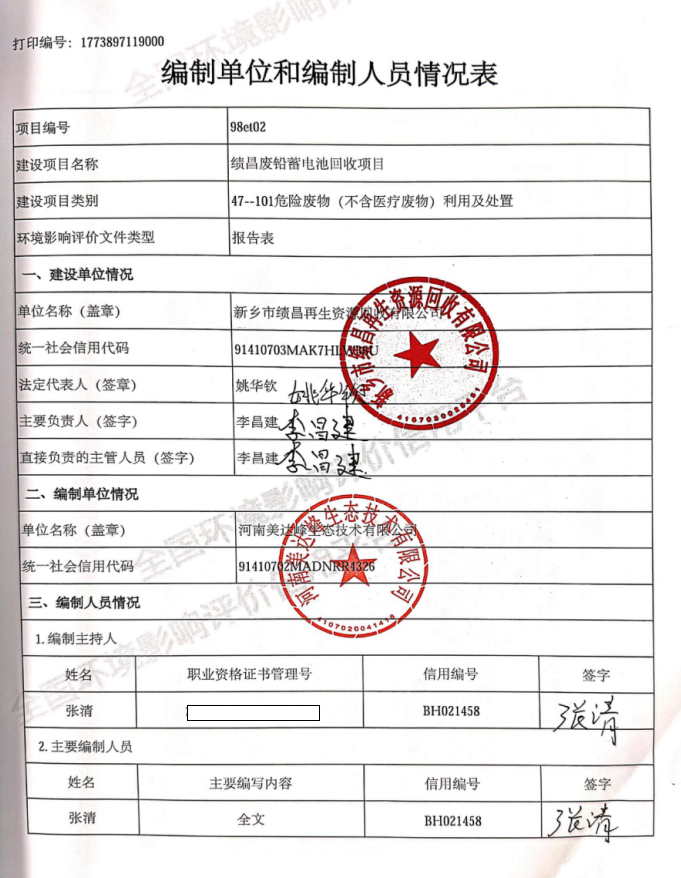 打印编号：1773897119000
编制单位和编制人员情况表
项目编号 98et02
建设项目名称 绩昌废铅蓄电池回收项目
建设项目类别 47--101危险废物（不含医疗废物）利用及处置
环境影响评价文件类型 报告表
一、建设单位情况
单位名称（盖章） 新乡市绩昌再生资源回收有限公司
统一社会信用代码 91410703MAK7HL
法定代表人（签章） 姚华钦 姚华钦
主要负责人（签字） 李昌建 李昌建
直接负责的主管人员（签字） 李昌建 李昌建
新乡市绩昌再生资源回收有限公司
二、编制单位情况
单位名称（盖章） 河南美达峰生态技术有限公司
统一社会信用代码 91410702MADNRR4326
河南美达峰生态技术有限公司
4107020041418
三、编制人员情况
1.编制主持人
姓名 职业资格证书管理号 信用编号 签字
张清 BH021458 张清
2.主要编制人员
姓名 主要编写内容 信用编号 签字
张清 全文 BH021458 张清
全国环境影响评价信用平台
全国环境影响评价信用平台